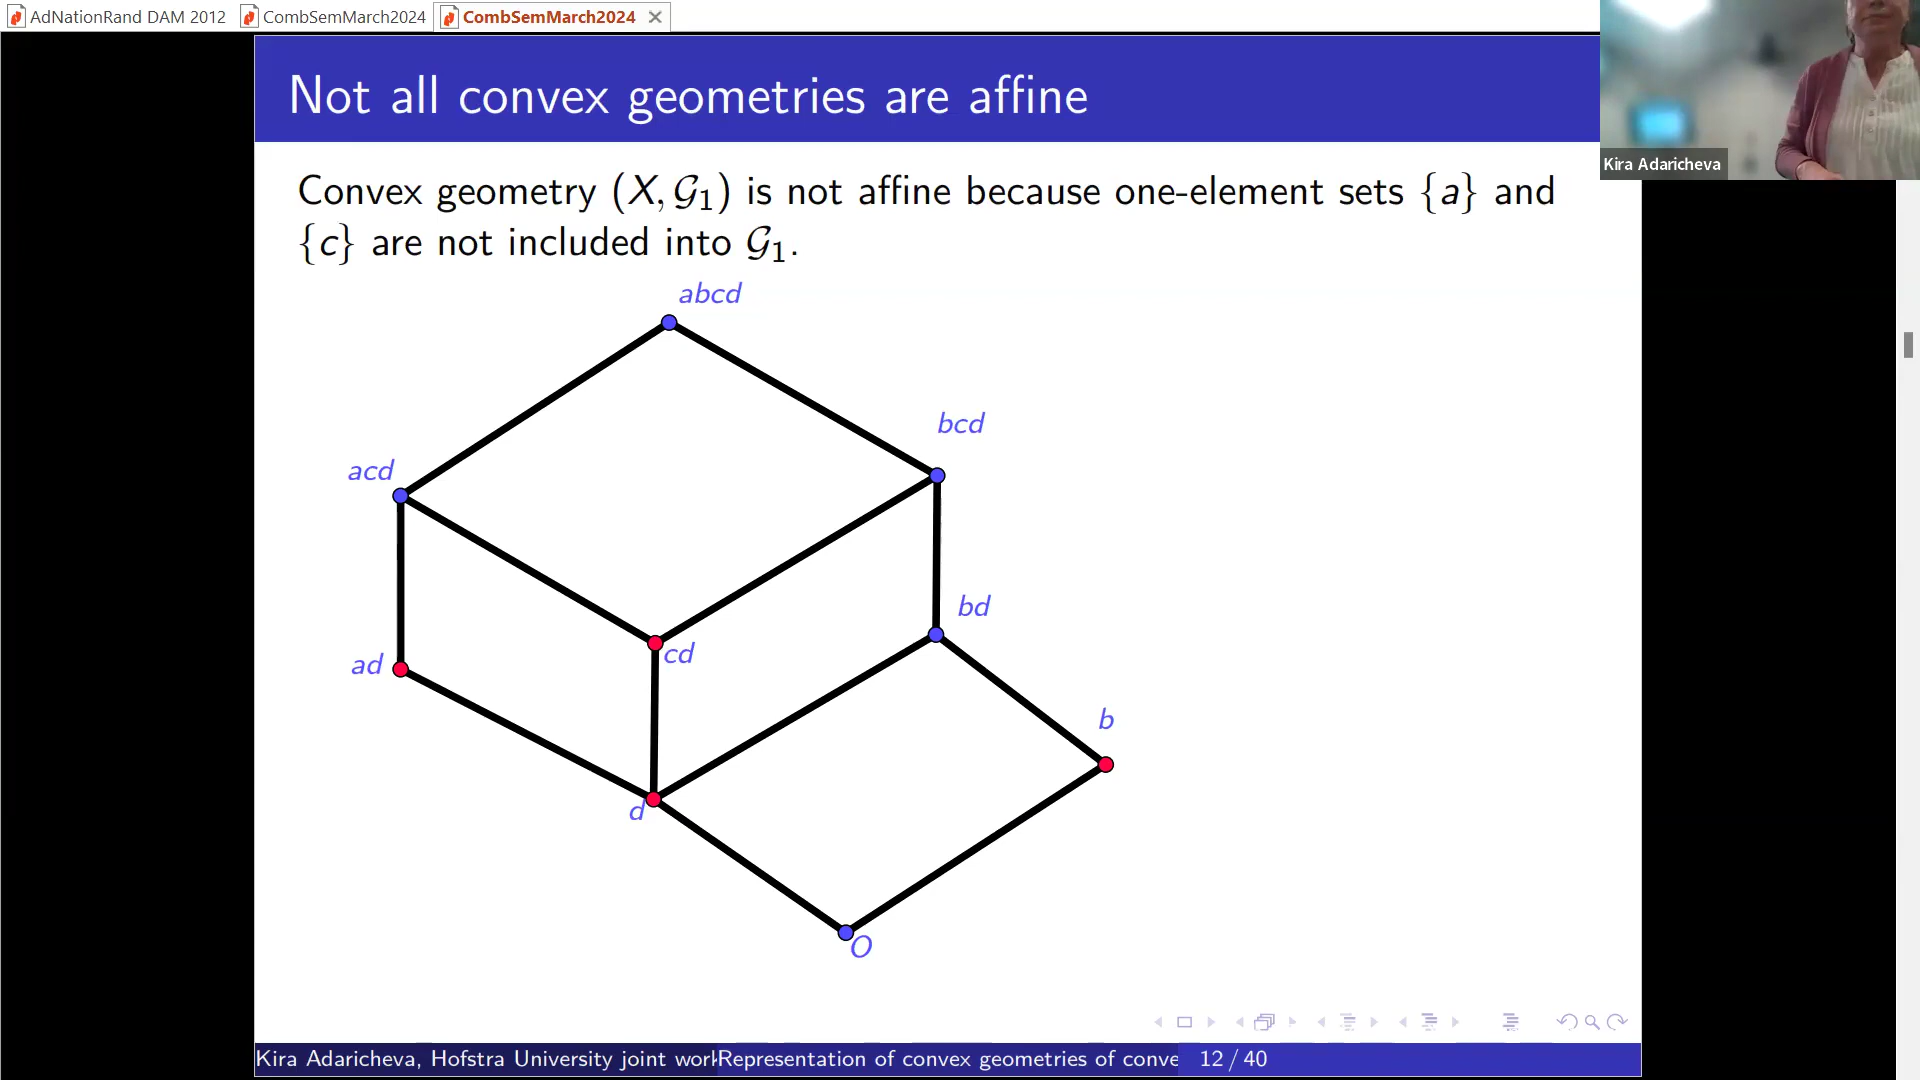 AdNationRand DAM 2012 CombSemMarch2024 CombSemMarch2024
Not all convex geometries are affine
Kira Adaricheva
Convex geometry (X, 𝒢₁) is not affine because one-element sets {a} and
{c} are not included into 𝒢₁.
abcd
bcd
acd
bd
cd
ad
b
d
O
Kira Adaricheva, Hofstra University joint work Representation of convex geometries of conve 12 / 40